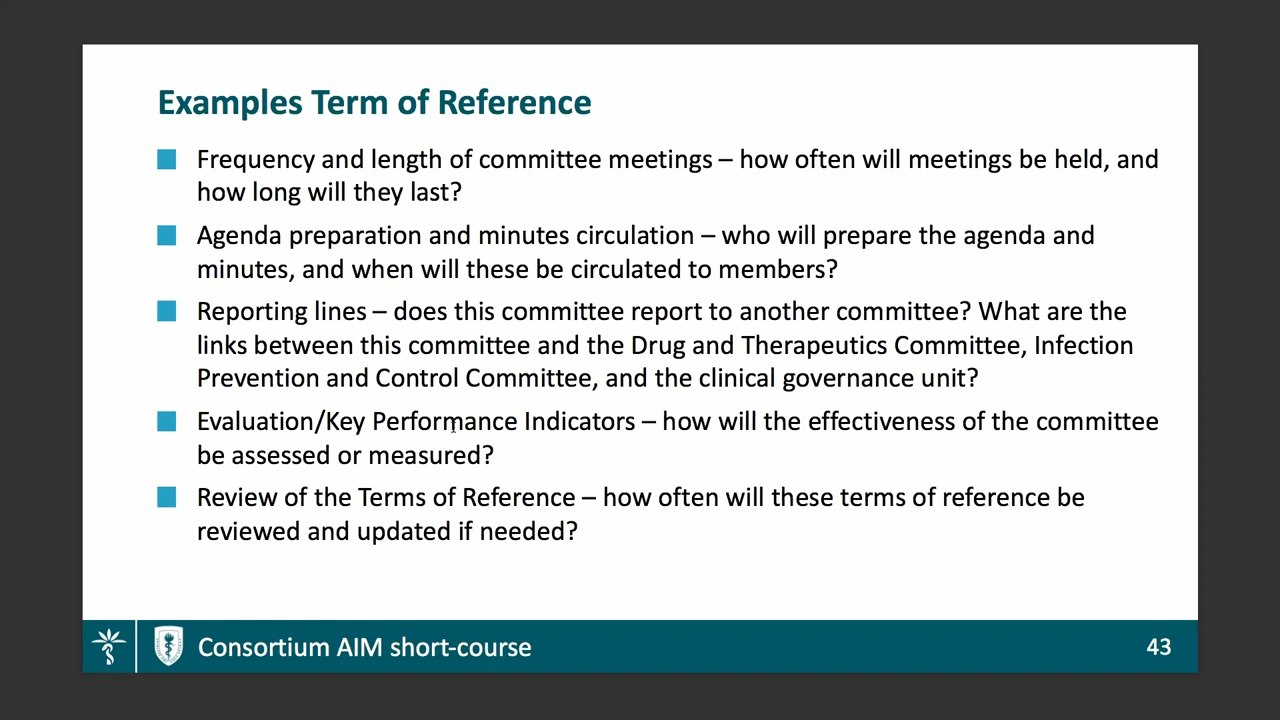 Examples Term of Reference
Frequency and length of committee meetings – how often will meetings be held, and
how long will they last?
Agenda preparation and minutes circulation – who will prepare the agenda and
minutes, and when will these be circulated to members?
Reporting lines – does this committee report to another committee? What are the
links between this committee and the Drug and Therapeutics Committee, Infection
Prevention and Control Committee, and the clinical governance unit?
Evaluation/Key Performance Indicators – how will the effectiveness of the committee
be assessed or measured?
Review of the Terms of Reference – how often will these terms of reference be
reviewed and updated if needed?
Consortium AIM short-course
43